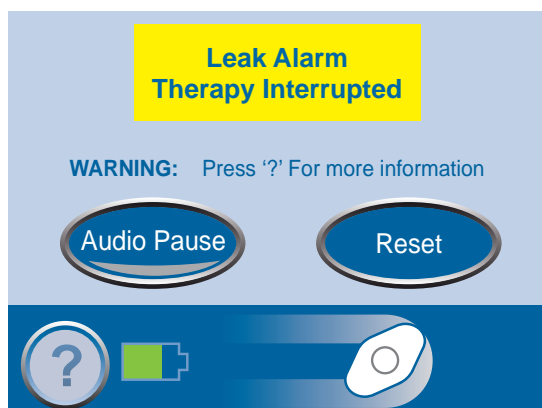 Leak Alarm
Therapy Interrupted
WARNING: Press ‘?’ For more information
Audio Pause
Reset
?